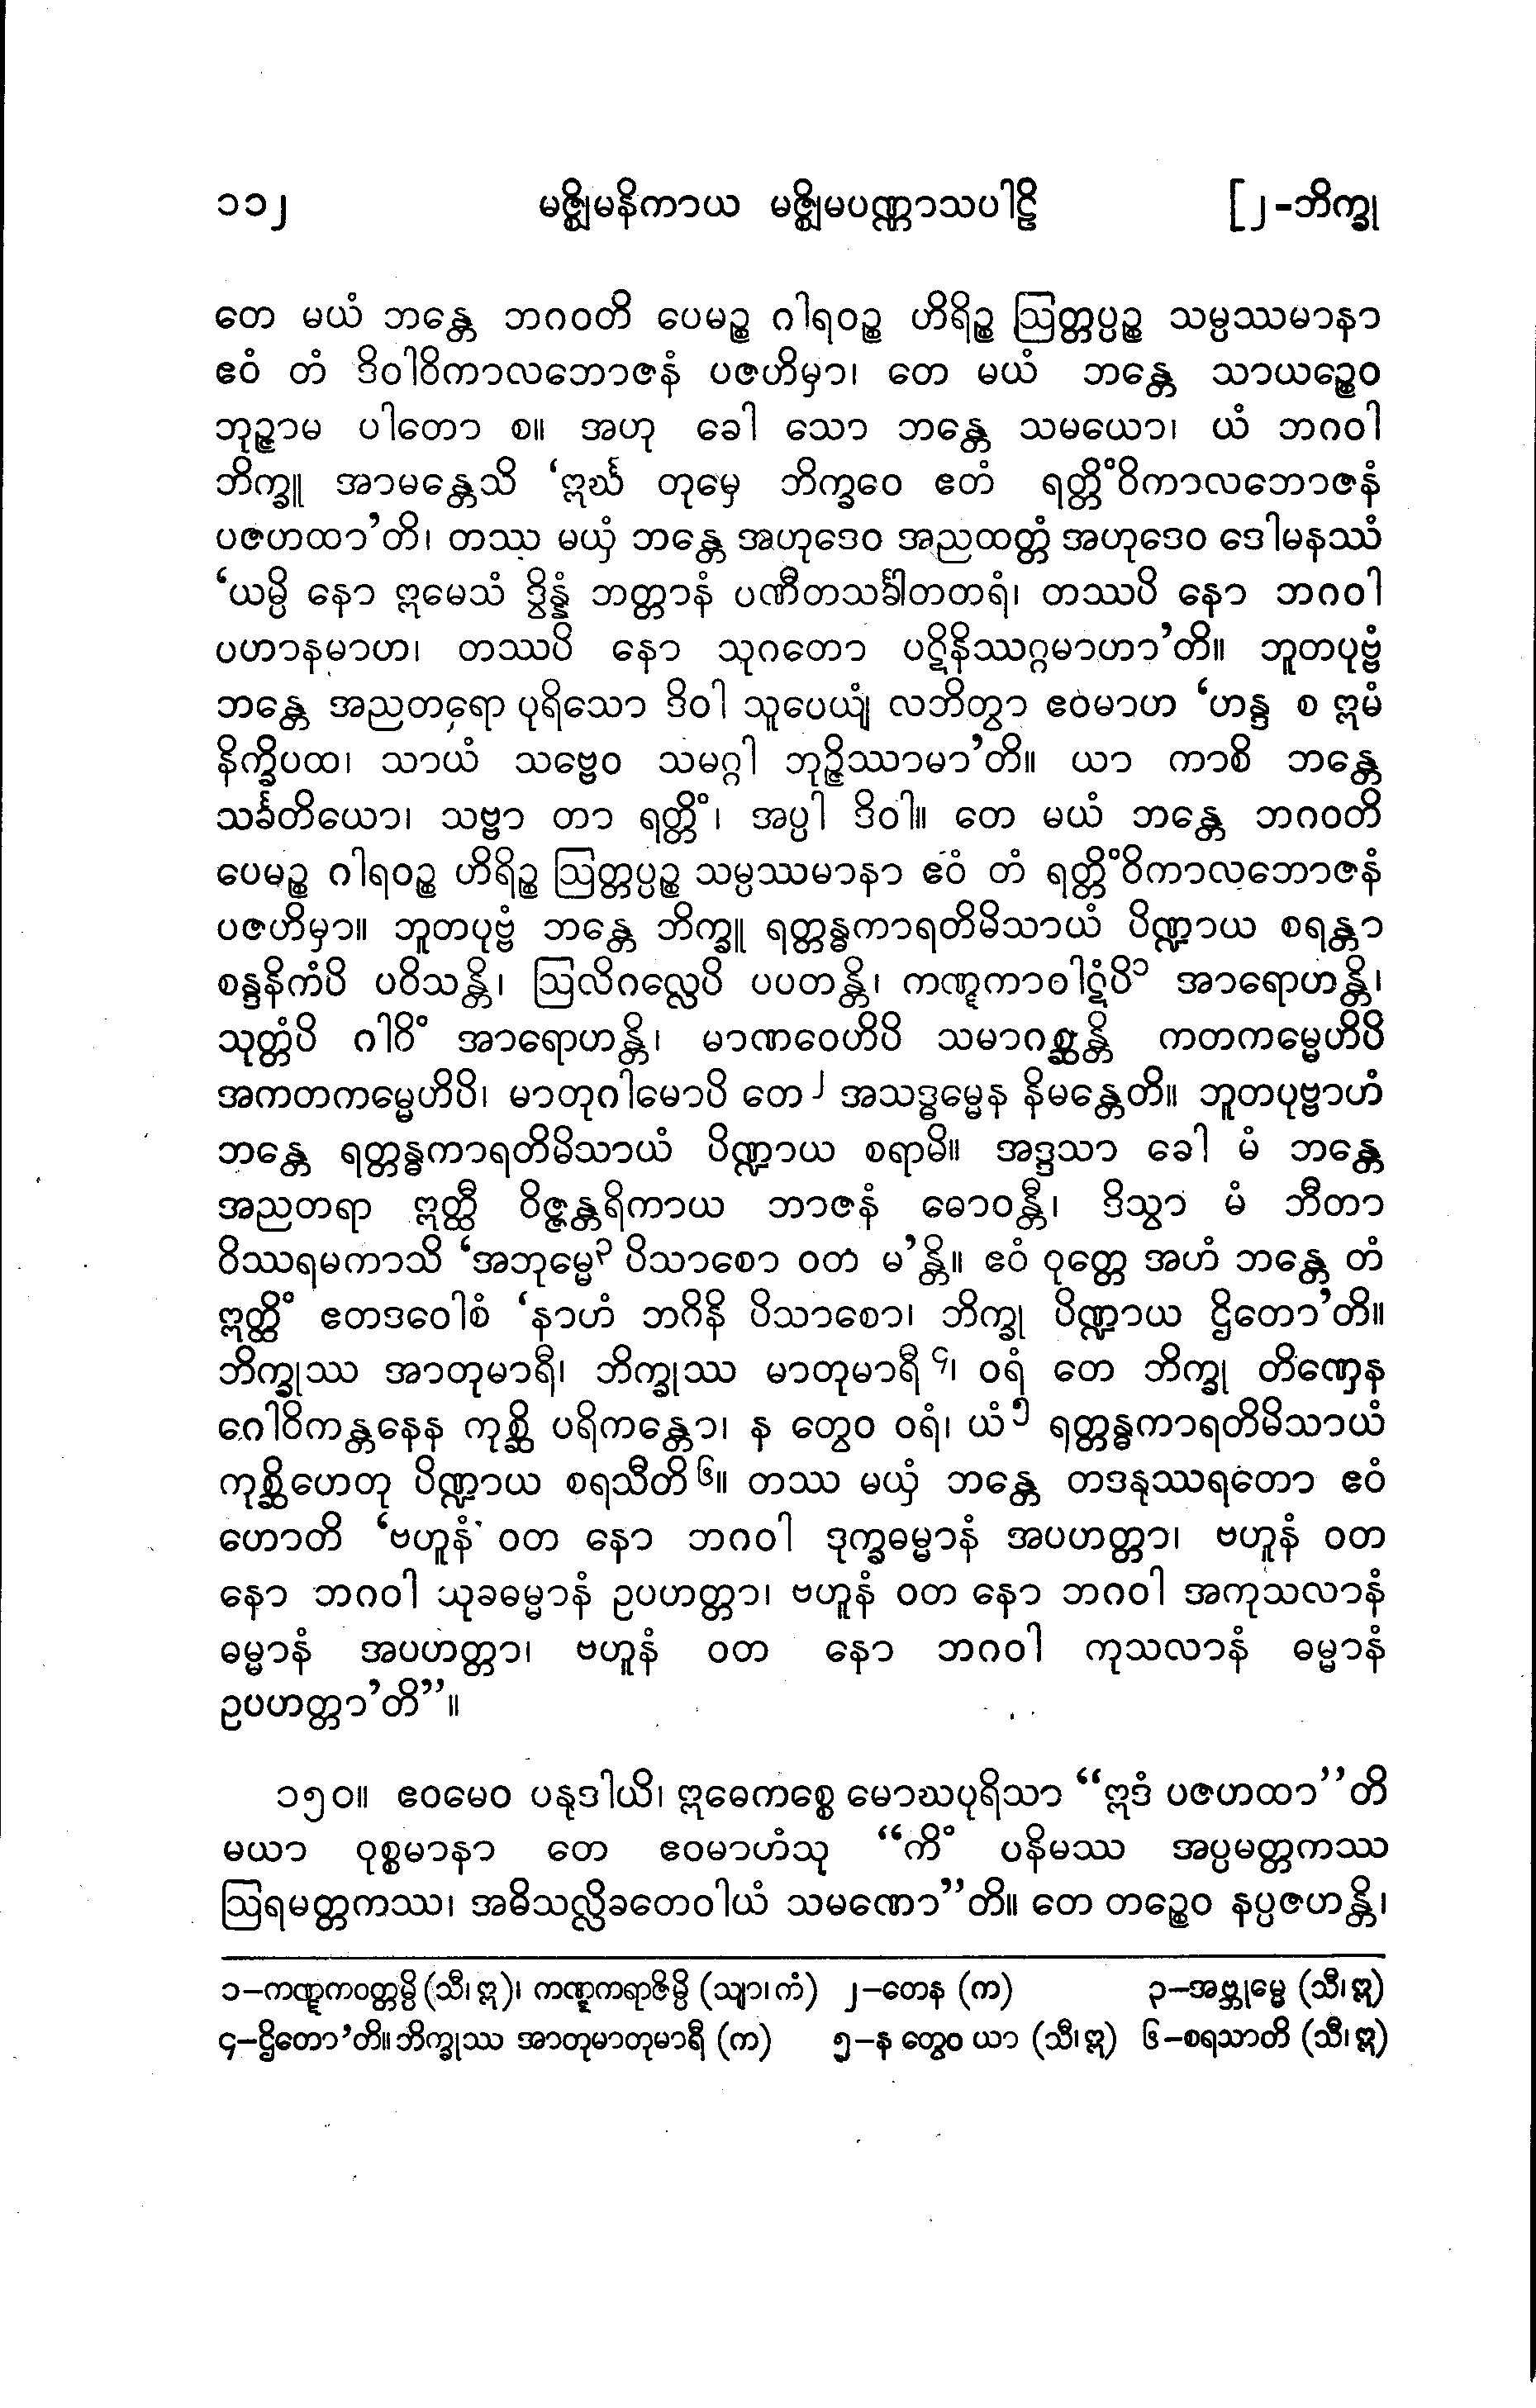 ၁၁၂ မဇ္ဈိမနိကာယ မဇ္ဈိမပဏ္ဏာသပါဠိ [၂-ဘိက္ခု
တေ မယံ ဘန္တေ ဘဂဝတိ ပေမဉ္စ ဂါရဝဉ္စ ဟိရိဉ္စ ဩတ္တပ္ပဉ္စ သမ္ပဿမာနာ
ဧဝံ တံ ဒိဝါဝိကာလဘောဇနံ ပဇဟိမှာ၊ တေ မယံ ဘန္တေ သာယဉ္စေဝ
ဘုဉ္ဇာမ ပါတော စ။ အဟု ခေါ သော ဘန္တေ သမယော၊ ယံ ဘဂဝါ
ဘိက္ခူ အာမန္တေသိ ‘ဣင်္ဃ တုမှေ ဘိက္ခဝေ ဧတံ ရတ္တိံဝိကာလဘောဇနံ
ပဇဟထာ’တိ၊ တဿ မယှံ ဘန္တေ အဟုဒေဝ အညထတ္တံ အဟုဒေဝ ဒေါမနဿံ
‘ယမ္ပိ နော ဣမေသံ ဒွိန္နံ ဘတ္တာနံ ပဏီတသင်္ခါတတရံ၊ တဿပိ နော ဘဂဝါ
ပဟာနမာဟ၊ တဿပိ နော သုဂတော ပဋိနိဿဂ္ဂမာဟာ’တိ။ ဘူတပုဗ္ဗံ
ဘန္တေ အညတရော ပုရိသော ဒိဝါ သူပေယျံ လဘိတွာ ဧဝမာဟ ‘ဟန္ဒ စ ဣမံ
နိက္ခိပထ၊ သာယံ သဗ္ဗေဝ သမဂ္ဂါ ဘုဉ္ဇိဿာမာ’တိ။ ယာ ကာစိ ဘန္တေ
သင်္ခတိယော၊ သဗ္ဗာ တာ ရတ္တိံ၊ အပ္ပါ ဒိဝါ။ တေ မယံ ဘန္တေ ဘဂဝတိ
ပေမဉ္စ ဂါရဝဉ္စ ဟိရိဉ္စ ဩတ္တပ္ပဉ္စ သမ္ပဿမာနာ ဧဝံ တံ ရတ္တိံဝိကာလဘောဇနံ
ပဇဟိမှာ။ ဘူတပုဗ္ဗံ ဘန္တေ ဘိက္ခူ ရတ္တန္ဓကာရတိမိသာယံ ပိဏ္ဍာယ စရန္တာ
စန္ဒနိကံပိ ပဝိသန္တိ၊ ဩလိဂလ္လေပိ ပပတန္တိ၊ ကဏ္ဋကာဝါဋံပိ၁ အာရောဟန္တိ၊
သုတ္တံပိ ဂါဝိံ အာရောဟန္တိ၊ မာဏဝေဟိပိ သမာဂစ္ဆန္တိ ကတကမ္မေဟိပိ
အကတကမ္မေဟိပိ၊ မာတုဂါမောပိ တေ၂ အသဒ္ဓမ္မေန နိမန္တေတိ။ ဘူတပုဗ္ဗာဟံ
ဘန္တေ ရတ္တန္ဓကာရတိမိသာယံ ပိဏ္ဍာယ စရာမိ။ အဒ္ဒသာ ခေါ မံ ဘန္တေ
အညတရာ ဣတ္ထီ ဝိဇ္ဇန္တရိကာယ ဘာဇနံ ဓောဝန္တီ၊ ဒိသွာ မံ ဘီတာ
ဝိဿရမကာသိ ‘အဘုမ္မေ၃ ပိသာစော ဝတ မ’န္တိ။ ဧဝံ ဝုတ္တေ အဟံ ဘန္တေ တံ
ဣတ္ထိံ ဧတဒဝေါစံ ‘နာဟံ ဘဂိနိ ပိသာစော၊ ဘိက္ခု ပိဏ္ဍာယ ဌိတော’တိ။
ဘိက္ခုဿ အာတုမာရီ၊ ဘိက္ခုဿ မာတုမာရီ၄၊ ဝရံ တေ ဘိက္ခု တိဏှေန
ဂေါဝိကန္တနေန ကုစ္ဆိ ပရိကန္တော၊ န တွေဝ ဝရံ၊ ယံ၅ ရတ္တန္ဓကာရတိမိသာယံ
ကုစ္ဆိဟေတု ပိဏ္ဍာယ စရသီတိ၆။ တဿ မယှံ ဘန္တေ တဒနုဿရတော ဧဝံ
ဟောတိ ‘ဗဟူနံ ဝတ နော ဘဂဝါ ဒုက္ခဓမ္မာနံ အပဟတ္တာ၊ ဗဟူနံ ဝတ
နော ဘဂဝါ သုခဓမ္မာနံ ဥပဟတ္တာ၊ ဗဟူနံ ဝတ နော ဘဂဝါ အကုသလာနံ
ဓမ္မာနံ အပဟတ္တာ၊ ဗဟူနံ ဝတ နော ဘဂဝါ ကုသလာနံ ဓမ္မာနံ
ဥပဟတ္တာ’တိ”။
၁၅၀။ ဧဝမေဝ ပနုဒါယိ၊ ဣဓေကစ္စေ မောဃပုရိသာ “ဣဒံ ပဇဟထာ”တိ
မယာ ဝုစ္စမာနာ တေ ဧဝမာဟံသု “ကိံ ပနိမဿ အပ္ပမတ္တကဿ
ဩရမတ္တကဿ၊ အဓိသလ္လိခတေဝါယံ သမဏော”တိ။ တေ တဉ္စေဝ နပ္ပဇဟန္တိ၊
၁–ကဏ္ဋကဝတ္တမ္ပိ (သီ၊ ဣ)၊ ကဏ္ဋကရာဇိမ္ပိ (သျာ၊ ကံ) ၂–တေန (က) ၃–အဗ္ဘုမ္မေ (သီ၊ ဣ)
၄–ဌိတော’တိ။ ဘိက္ခုဿ အာတုမာတုမာရီ (က) ၅–န တွေဝ ယာ (သီ၊ ဣ) ၆–စရသာတိ (သီ၊ ဣ)